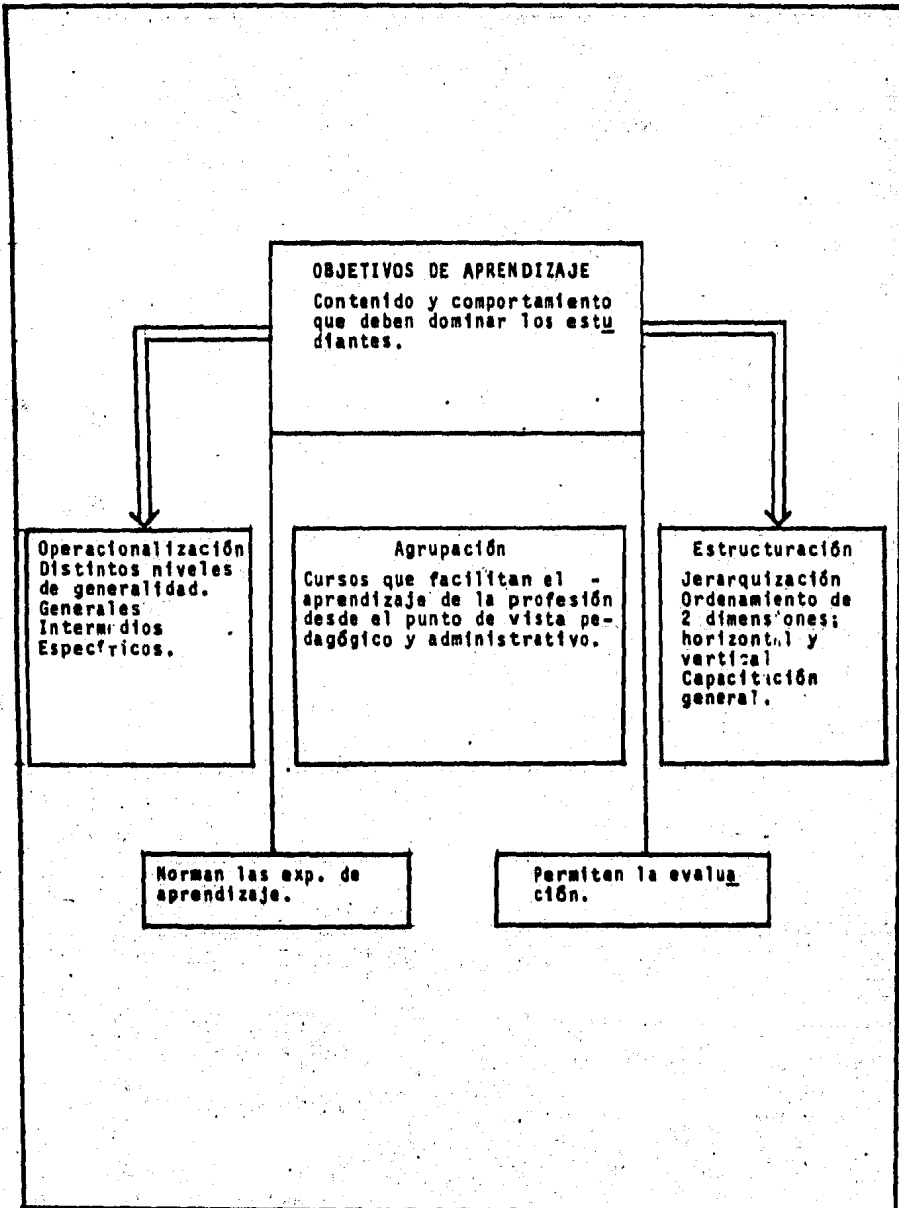 OBJETIVOS DE APRENDIZAJE
Contenido y comportamiento
que deben dominar los estu
diantes.
Operacionalización
Distintos niveles
de generalidad.
Generales
Intermedios
Específicos.
Agrupación
Cursos que facilitan el -
aprendizaje de la profesión
desde el punto de vista pe-
dagógico y administrativo.
Estructuración
Jerarquización
Ordenamiento de
2 dimensiones;
horizontal y
vertical
Capacitación
general.
Norman las exp. de
aprendizaje.
Permiten la evalua
ción.